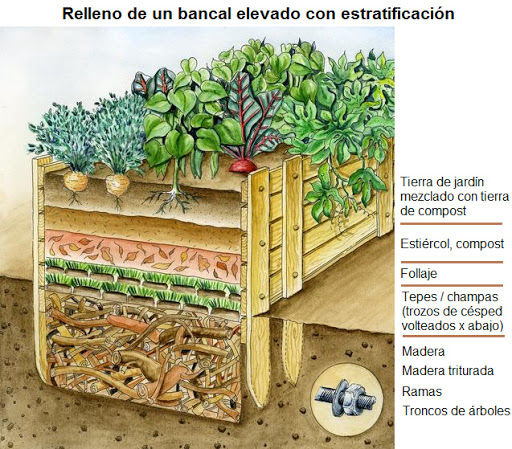 Relleno de un bancal elevado con estratificación
Tierra de jardín
mezclado con tierra
de compost
Estiércol, compost
Follaje
Tepes / champas
(trozos de césped
volteados x abajo)
Madera
Madera triturada
Ramas
Troncos de árboles